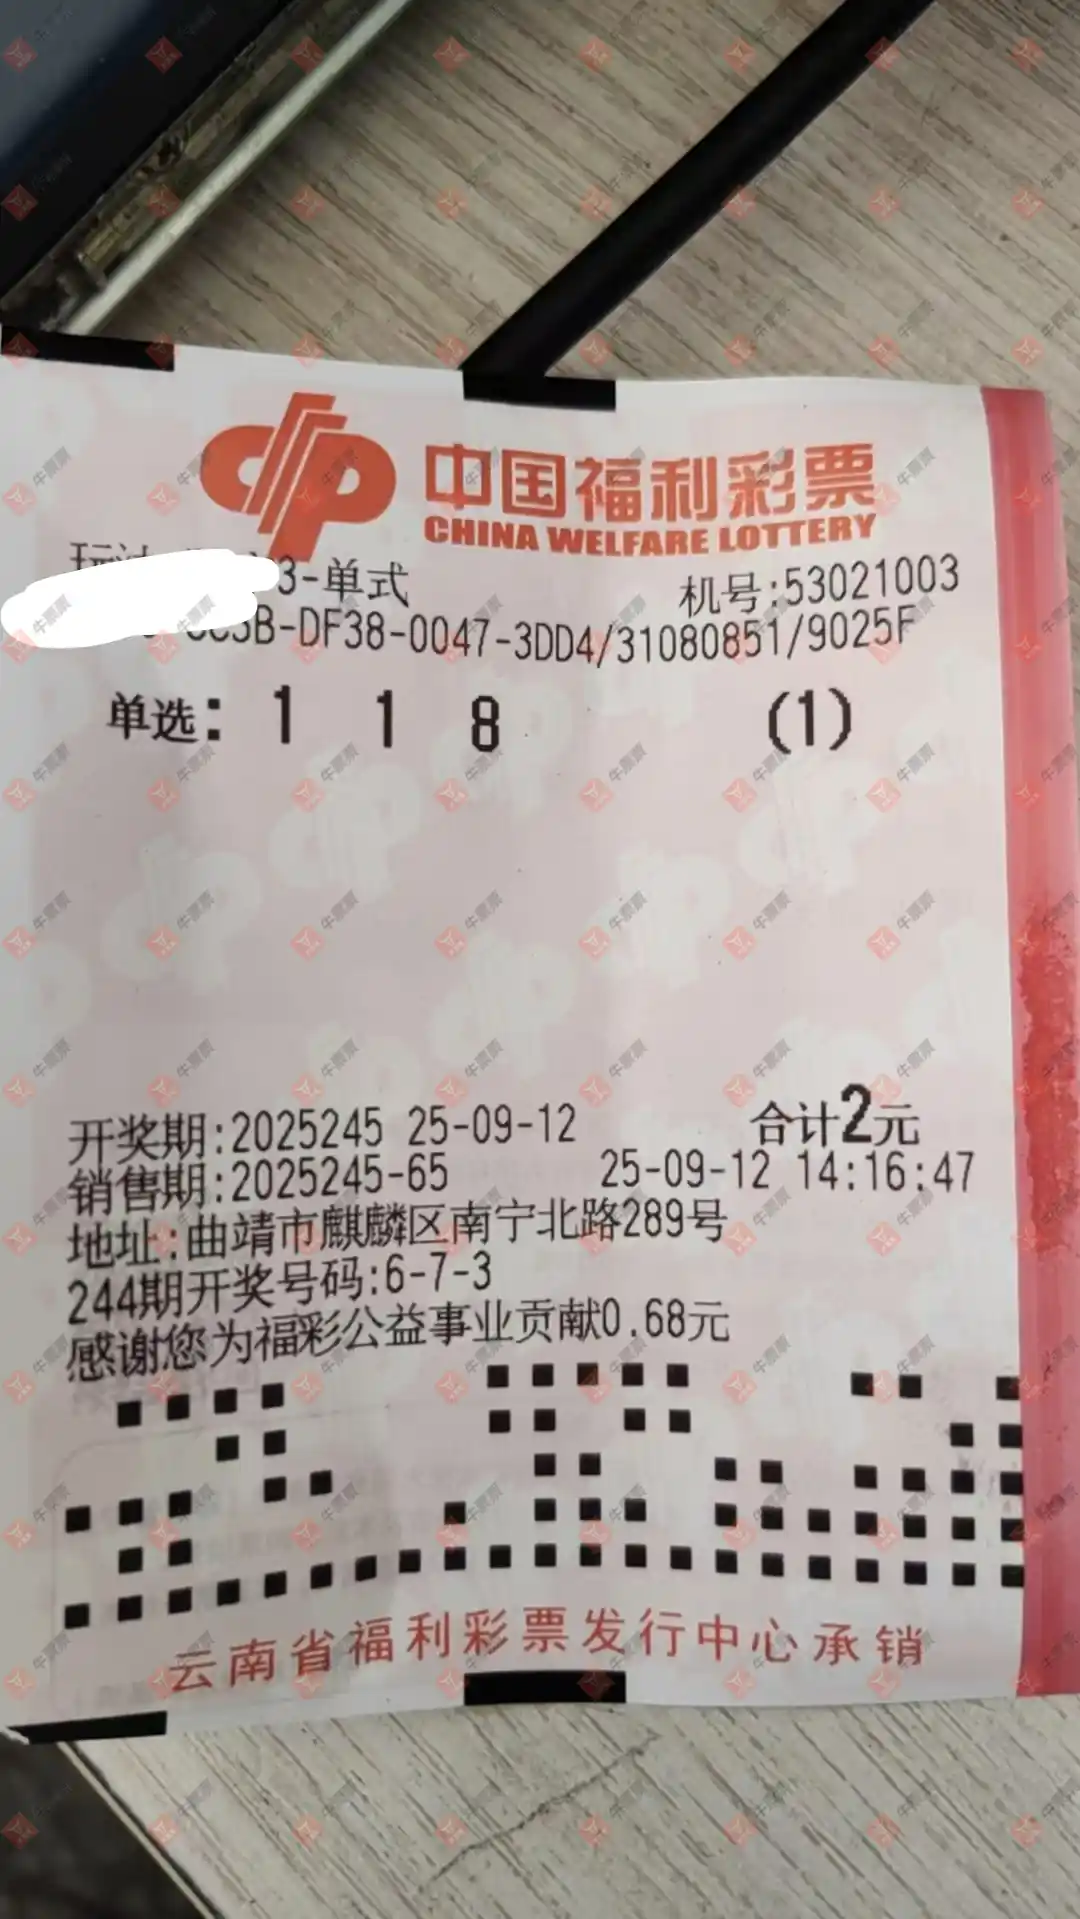 中国福利彩票
CHINA WELFARE LOTTERY
3-单式
机号:53021003
B-DF38-0047-3DD4/31080851/9025F
单选: 1 1 8 (1)
开奖期:2025245 25-09-12 合计2元
销售期:2025245-65 25-09-12 14:16:47
地址:曲靖市麒麟区南宁北路289号
244期开奖号码:6-7-3
感谢您为福彩公益事业贡献0.68元
云南省福利彩票发行中心承销